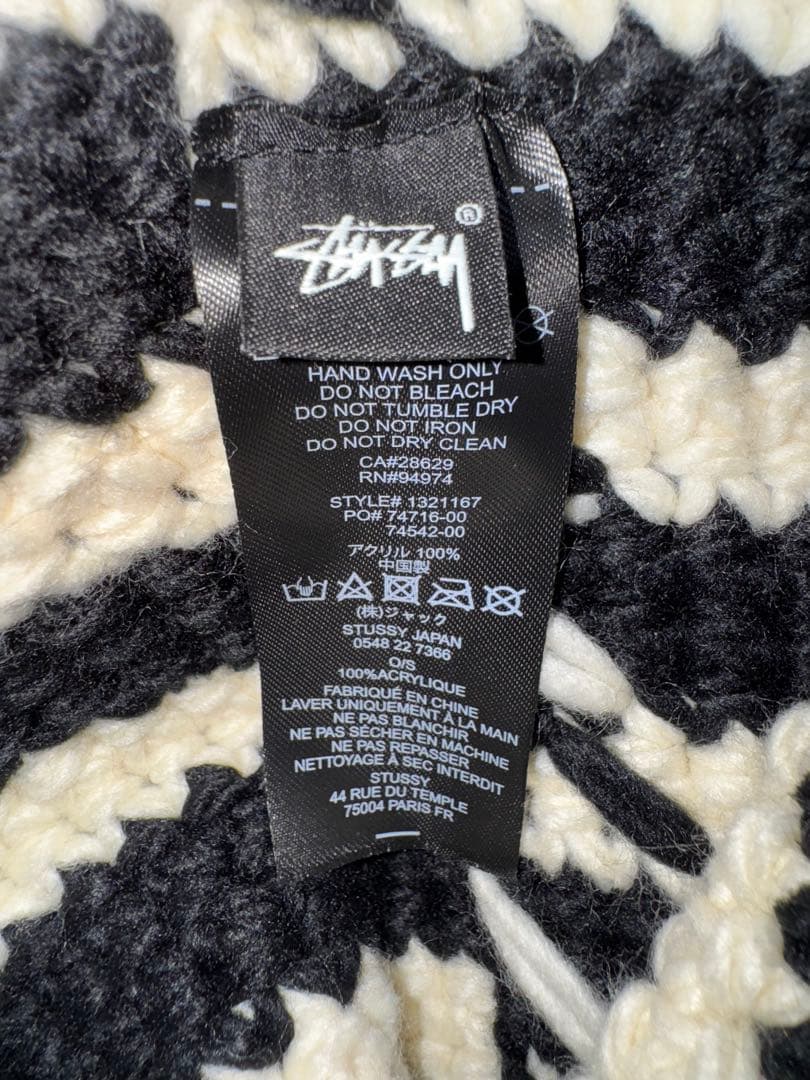 STÜSSY ®
HAND WASH ONLY
DO NOT BLEACH
DO NOT TUMBLE DRY
DO NOT IRON
DO NOT DRY CLEAN
CA#28629
RN#94974
STYLE# 1321167
PO# 74716-00
74542-00
アクリル 100%
中国製
(株)ジャック
STUSSY JAPAN
0548 22 7366
O/S
100%ACRYLIQUE
FABRIQUÉ EN CHINE
LAVER UNIQUEMENT À LA MAIN
NE PAS BLANCHIR
NE PAS SÉCHER EN MACHINE
NE PAS REPASSER
NETTOYAGE À SEC INTERDIT
STUSSY
44 RUE DU TEMPLE
75004 PARIS FR